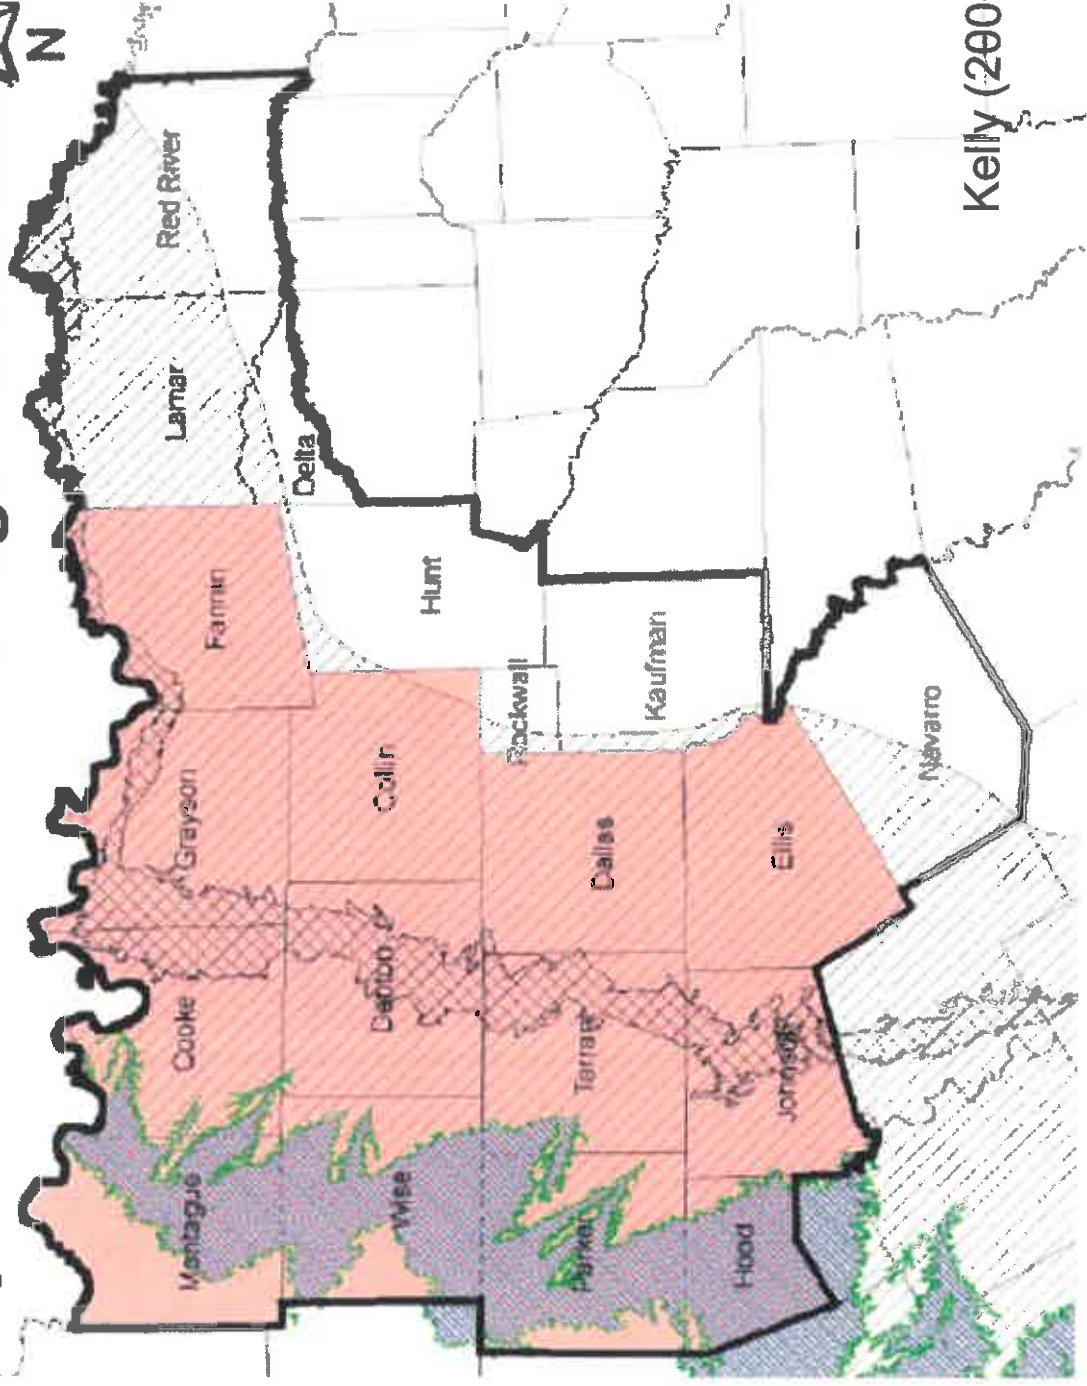 N
Red River
Lamar
Delta
Fannin
Hunt
Grayson
Collin
Rockwall
Kaufman
Navarro
Cooke
Denton
Dallas
Ellis
Tarrant
Johnson
Montague
Wise
Parker
Hood
Kelly (200